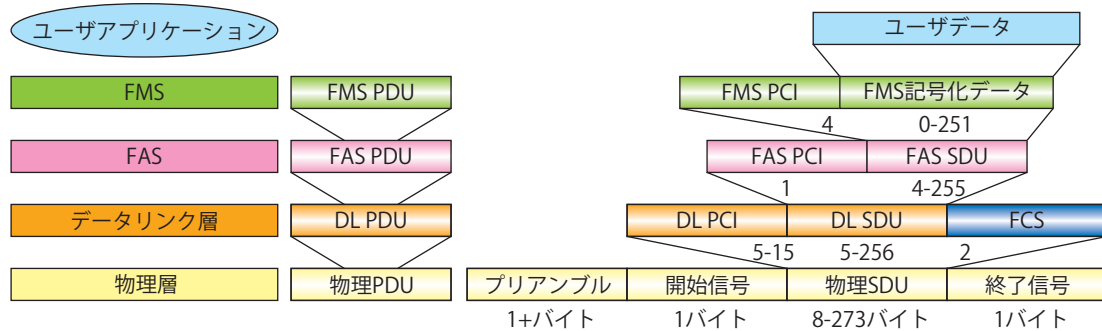 ユーザアプリケーション
ユーザデータ
FMS
FMS PDU
FMS PCI
FMS記号化データ
4
0-251
FAS
FAS PDU
FAS PCI
FAS SDU
1
4-255
データリンク層
DL PDU
DL PCI
DL SDU
FCS
5-15
5-256
2
物理層
物理PDU
プリアンブル
開始信号
物理SDU
終了信号
1+バイト
1バイト
8-273バイト
1バイト